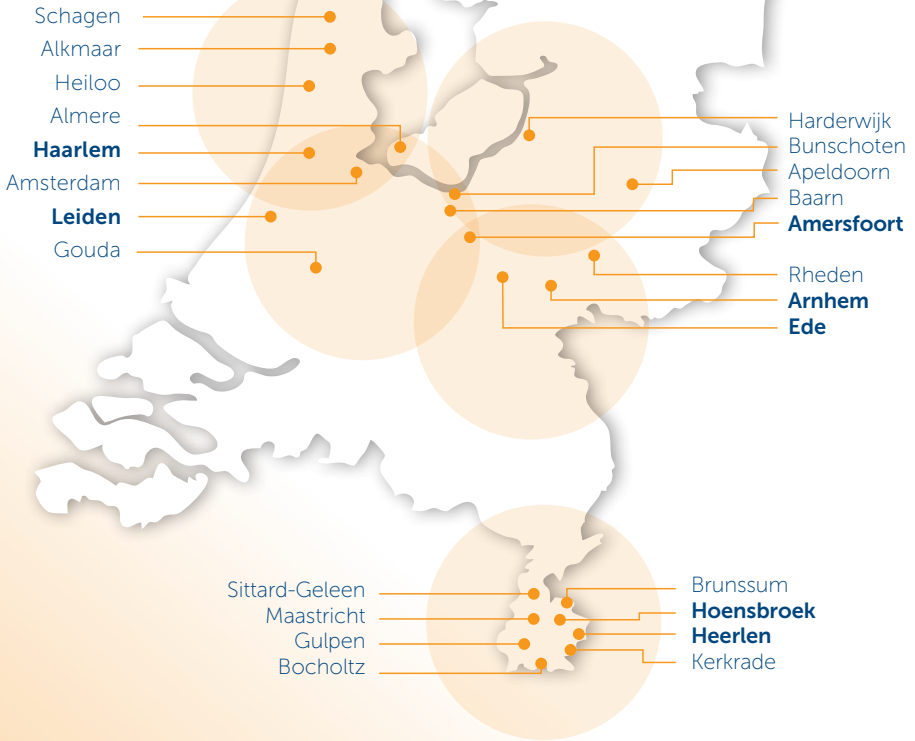 Schagen
Alkmaar
Heiloo
Almere
Haarlem
Amsterdam
Leiden
Gouda
Harderwijk
Bunschoten
Apeldoorn
Baarn
Amersfoort
Rheden
Arnhem
Ede
Sittard-Geleen
Maastricht
Gulpen
Bocholtz
Brunssum
Hoensbroek
Heerlen
Kerkrade